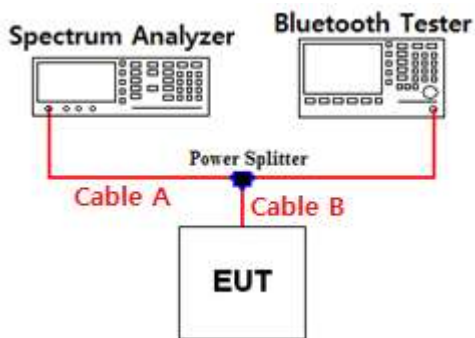 Bluetooth Tester
Spectrum Analyzer
Power Splitter
Cable A
Cable B
EUT